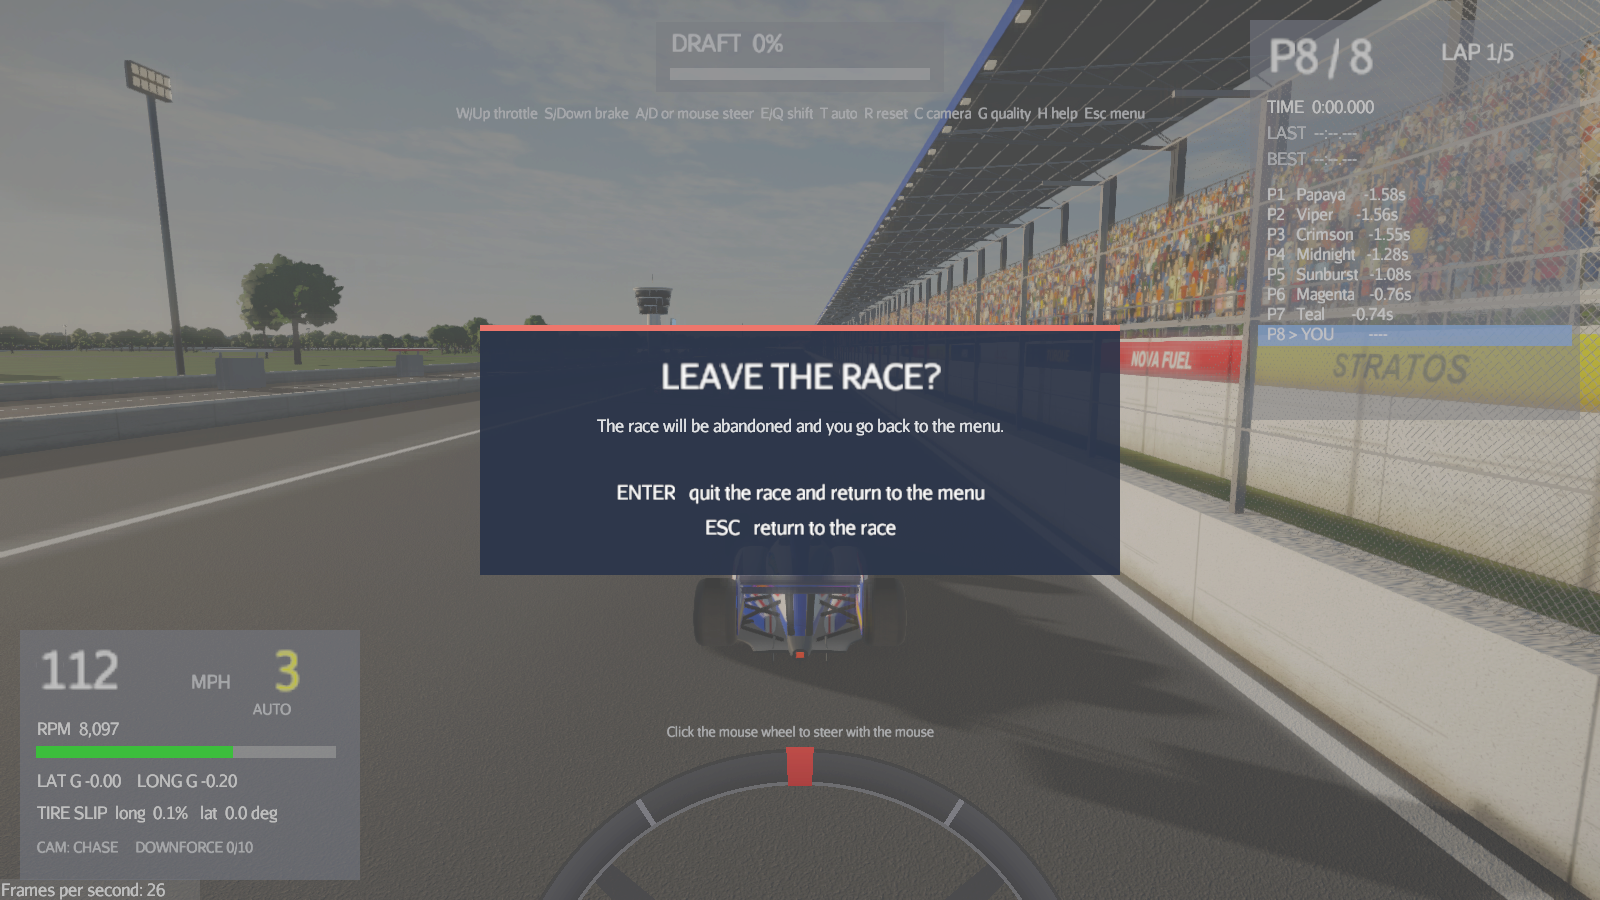 DRAFT 0%
W/Up throttle S/Down brake A/D or mouse steer E/Q shift T auto R reset C camera G quality H help Esc menu
P8 / 8 LAP 1/5
TIME 0:00.000
LAST --:--.---
BEST --:--.---
P1 Papaya -1.58s
P2 Viper -1.56s
P3 Crimson -1.55s
P4 Midnight -1.28s
P5 Sunburst -1.08s
P6 Magenta -0.76s
P7 Teal -0.74s
P8 > YOU ----
NOVA FUEL
STRATOS
LEAVE THE RACE?
The race will be abandoned and you go back to the menu.
ENTER quit the race and return to the menu
ESC return to the race
112 MPH 3
AUTO
RPM 8,097
LAT G -0.00 LONG G -0.20
TIRE SLIP long 0.1% lat 0.0 deg
CAM: CHASE DOWNFORCE 0/10
Click the mouse wheel to steer with the mouse
Frames per second: 26